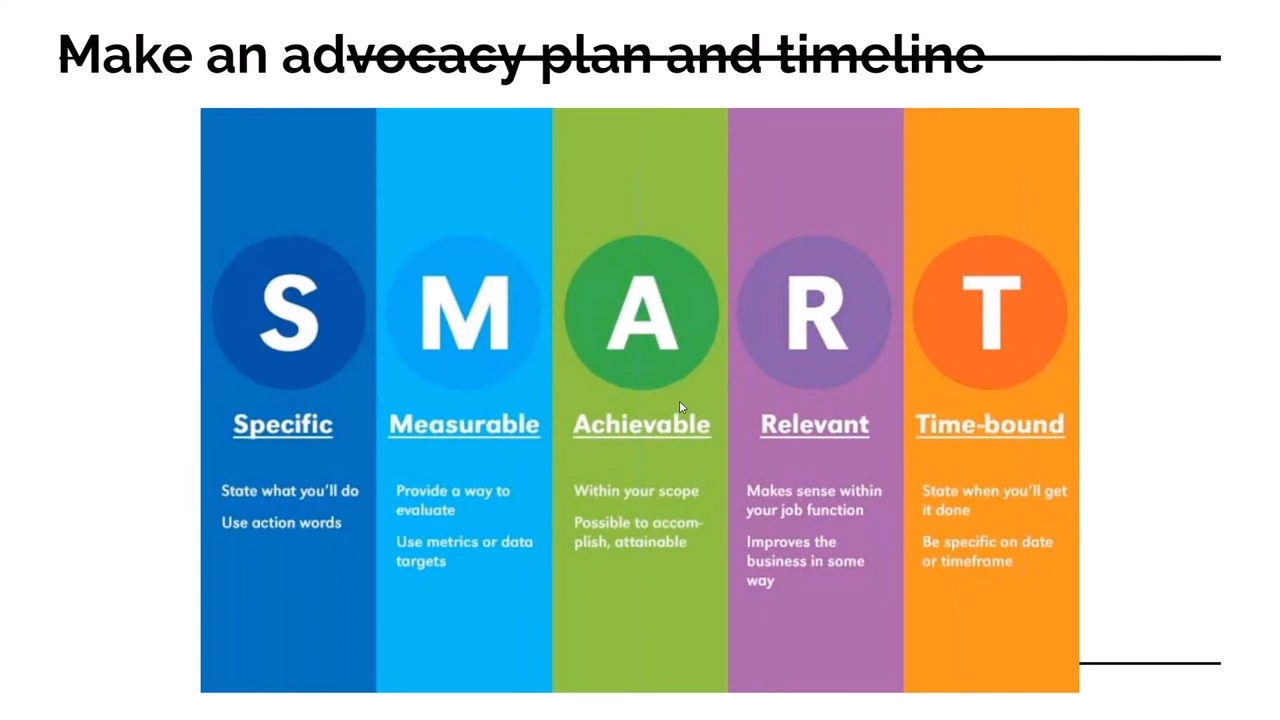 Make an advocacy plan and timeline
S
M
A
R
T
Specific
Measurable
Achievable
Relevant
Time-bound
State what you'll do
Use action words
Provide a way to
evaluate
Use metrics or data
targets
Within your scope
Possible to accom-
plish, attainable
Makes sense within
your job function
Improves the
business in some
way
State when you'll get
it done
Be specific on date
or timeframe